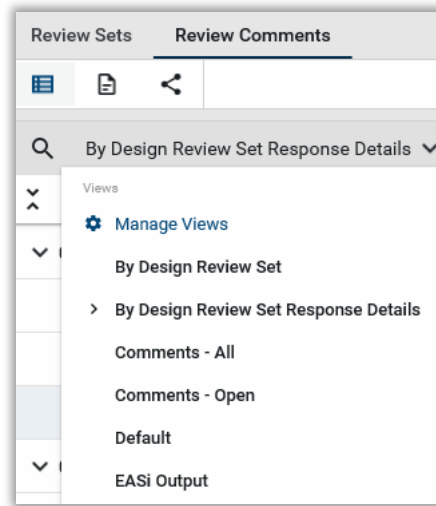 Review Sets Review Comments
By Design Review Set Response Details
Views
Manage Views
By Design Review Set
By Design Review Set Response Details
Comments - All
Comments - Open
Default
EASi Output